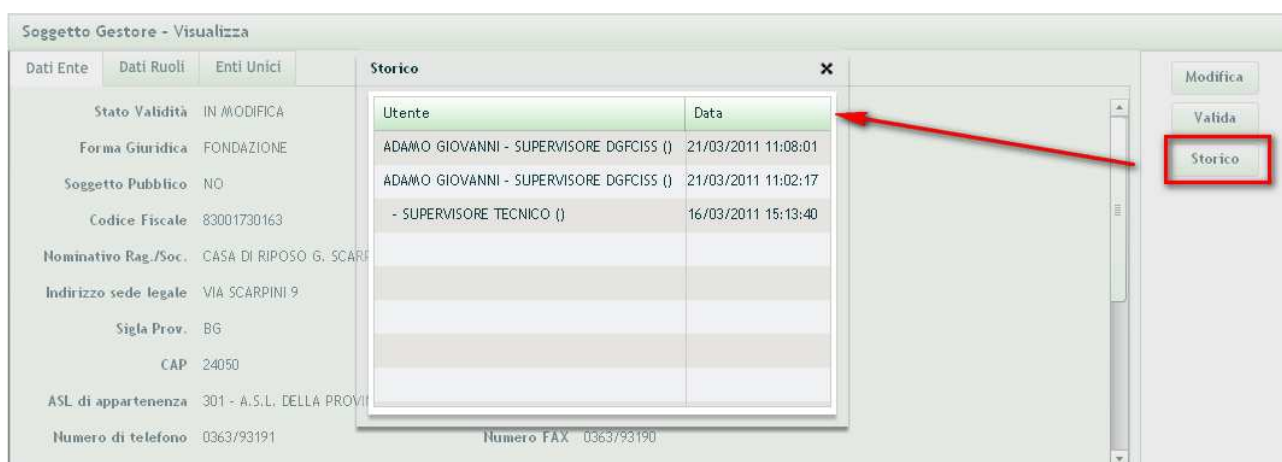 Soggetto Gestore - Visualizza
Dati Ente Dati Ruoli Enti Unici
Stato Validità IN MODIFICA
Forma Giuridica FONDAZIONE
Soggetto Pubblico NO
Codice Fiscale 83001730163
Nominativo Rag./Soc. CASA DI RIPOSO G.
Indirizzo sede legale VIA SCARPINI 9
Sigla Prov. BG
CAP 24050
ASL di appartenenza 301 - A.S.L. DELLA
Numero di telefono 0363/93191 Numero FAX 0363/93190
Storico
Utente Data
ADAMO GIOVANNI - SUPERVISORE DGFCISS () 21/03/2011 11:08:01
ADAMO GIOVANNI - SUPERVISORE DGFCISS () 21/03/2011 11:02:17
- SUPERVISORE TECNICO () 16/03/2011 15:13:40
Modifica
Valida
Storico